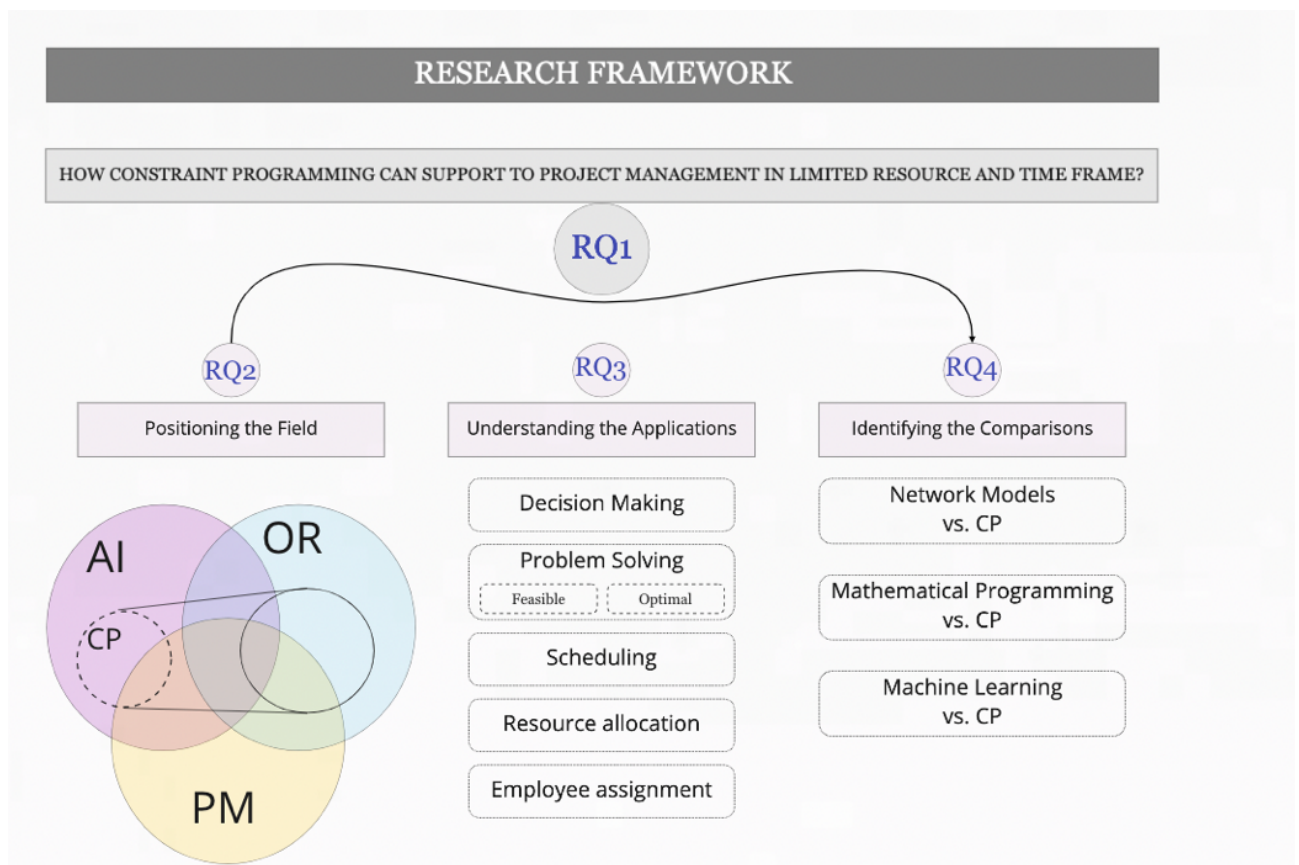 RESEARCH FRAMEWORK
HOW CONSTRAINT PROGRAMMING CAN SUPPORT TO PROJECT MANAGEMENT IN LIMITED RESOURCE AND TIME FRAME?
RQ1
RQ2
RQ3
RQ4
Positioning the Field
Understanding the Applications
Identifying the Comparisons
AI
OR
CP
PM
Decision Making
Problem Solving
Feasible
Optimal
Scheduling
Resource allocation
Employee assignment
Network Models
vs. CP
Mathematical Programming
vs. CP
Machine Learning
vs. CP